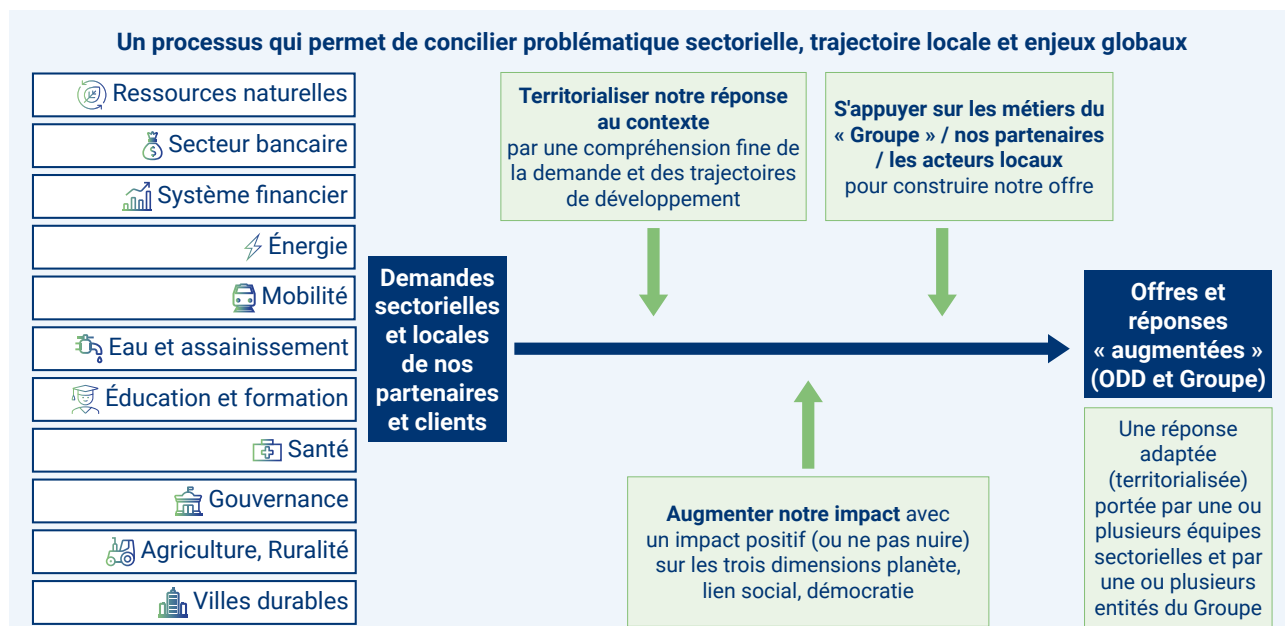 Un processus qui permet de concilier problématique sectorielle, trajectoire locale et enjeux globaux
Ressources naturelles
Secteur bancaire
Système financier
Énergie
Mobilité
Eau et assainissement
Éducation et formation
Santé
Gouvernance
Agriculture, Ruralité
Villes durables
Demandes
sectorielles
et locales
de nos
partenaires
et clients
Territorialiser notre réponse
au contexte
par une compréhension fine de
la demande et des trajectoires
de développement
S'appuyer sur les métiers du
« Groupe » / nos partenaires
/ les acteurs locaux
pour construire notre offre
Augmenter notre impact avec
un impact positif (ou ne pas nuire)
sur les trois dimensions planète,
lien social, démocratie
Offres et
réponses
« augmentées »
(ODD et Groupe)
Une réponse
adaptée
(territorialisée)
portée par une ou
plusieurs équipes
sectorielles et par
une ou plusieurs
entités du Groupe